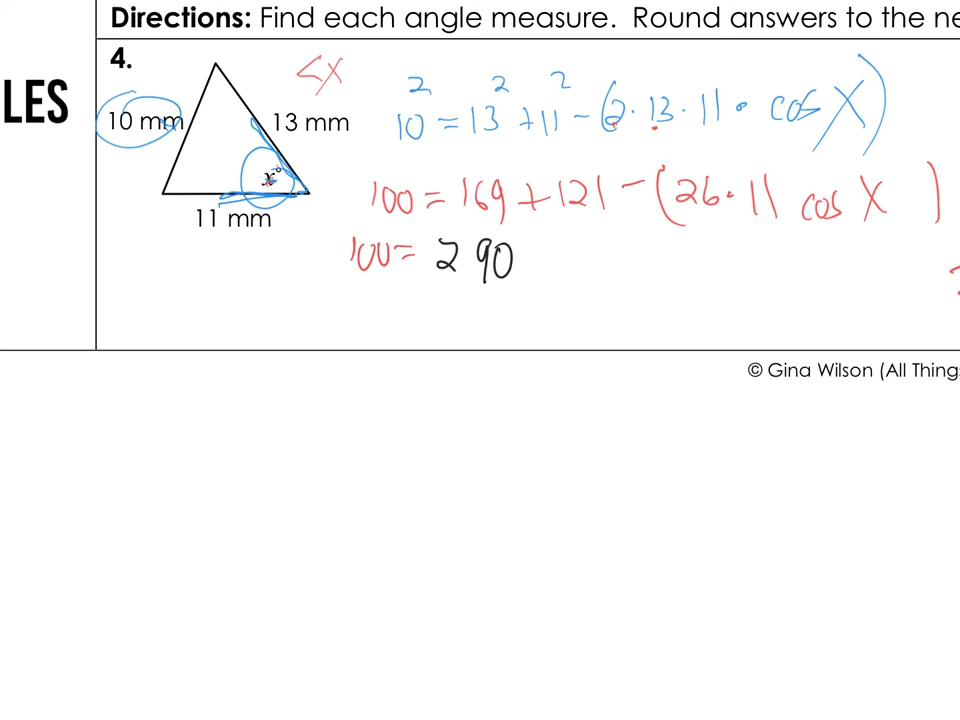 Directions: Find each angle measure. Round answers to the ne
4.
LES
<x
10 mm
13 mm
x°
11 mm
10² = 13² + 11² - (2 · 13 · 11 · cos X)
100 = 169 + 121 - (26 · 11 cos X )
100 = 290
© Gina Wilson (All Thing